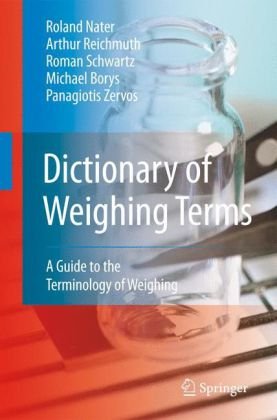 Roland Nater
Arthur Reichmuth
Roman Schwartz
Michael Borys
Panagiotis Zervos
Dictionary of
Weighing Terms
A Guide to the
Terminology of Weighing
Springer